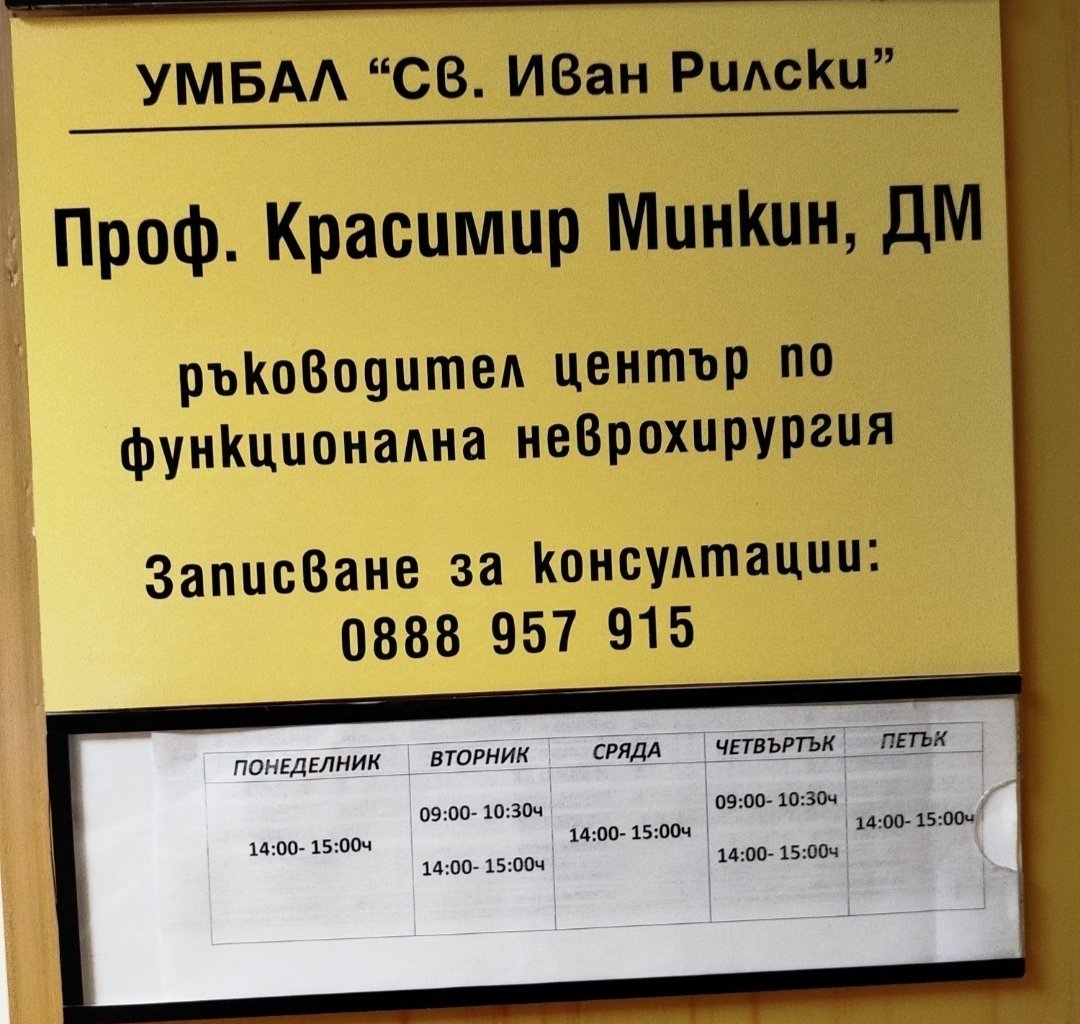 УМБАЛ “Св. Иван Рилски”
Проф. Красимир Минкин, ДМ
ръководител център по
функционална неврохирургия
Записване за консултации:
0888 957 915
ПОНЕДЕЛНИК ВТОРНИК СРЯДА ЧЕТВЪРТЪК ПЕТЪК
09:00- 10:30ч 09:00- 10:30ч
14:00- 15:00ч 14:00- 15:00ч 14:00- 15:00ч
14:00- 15:00ч 14:00- 15:00ч